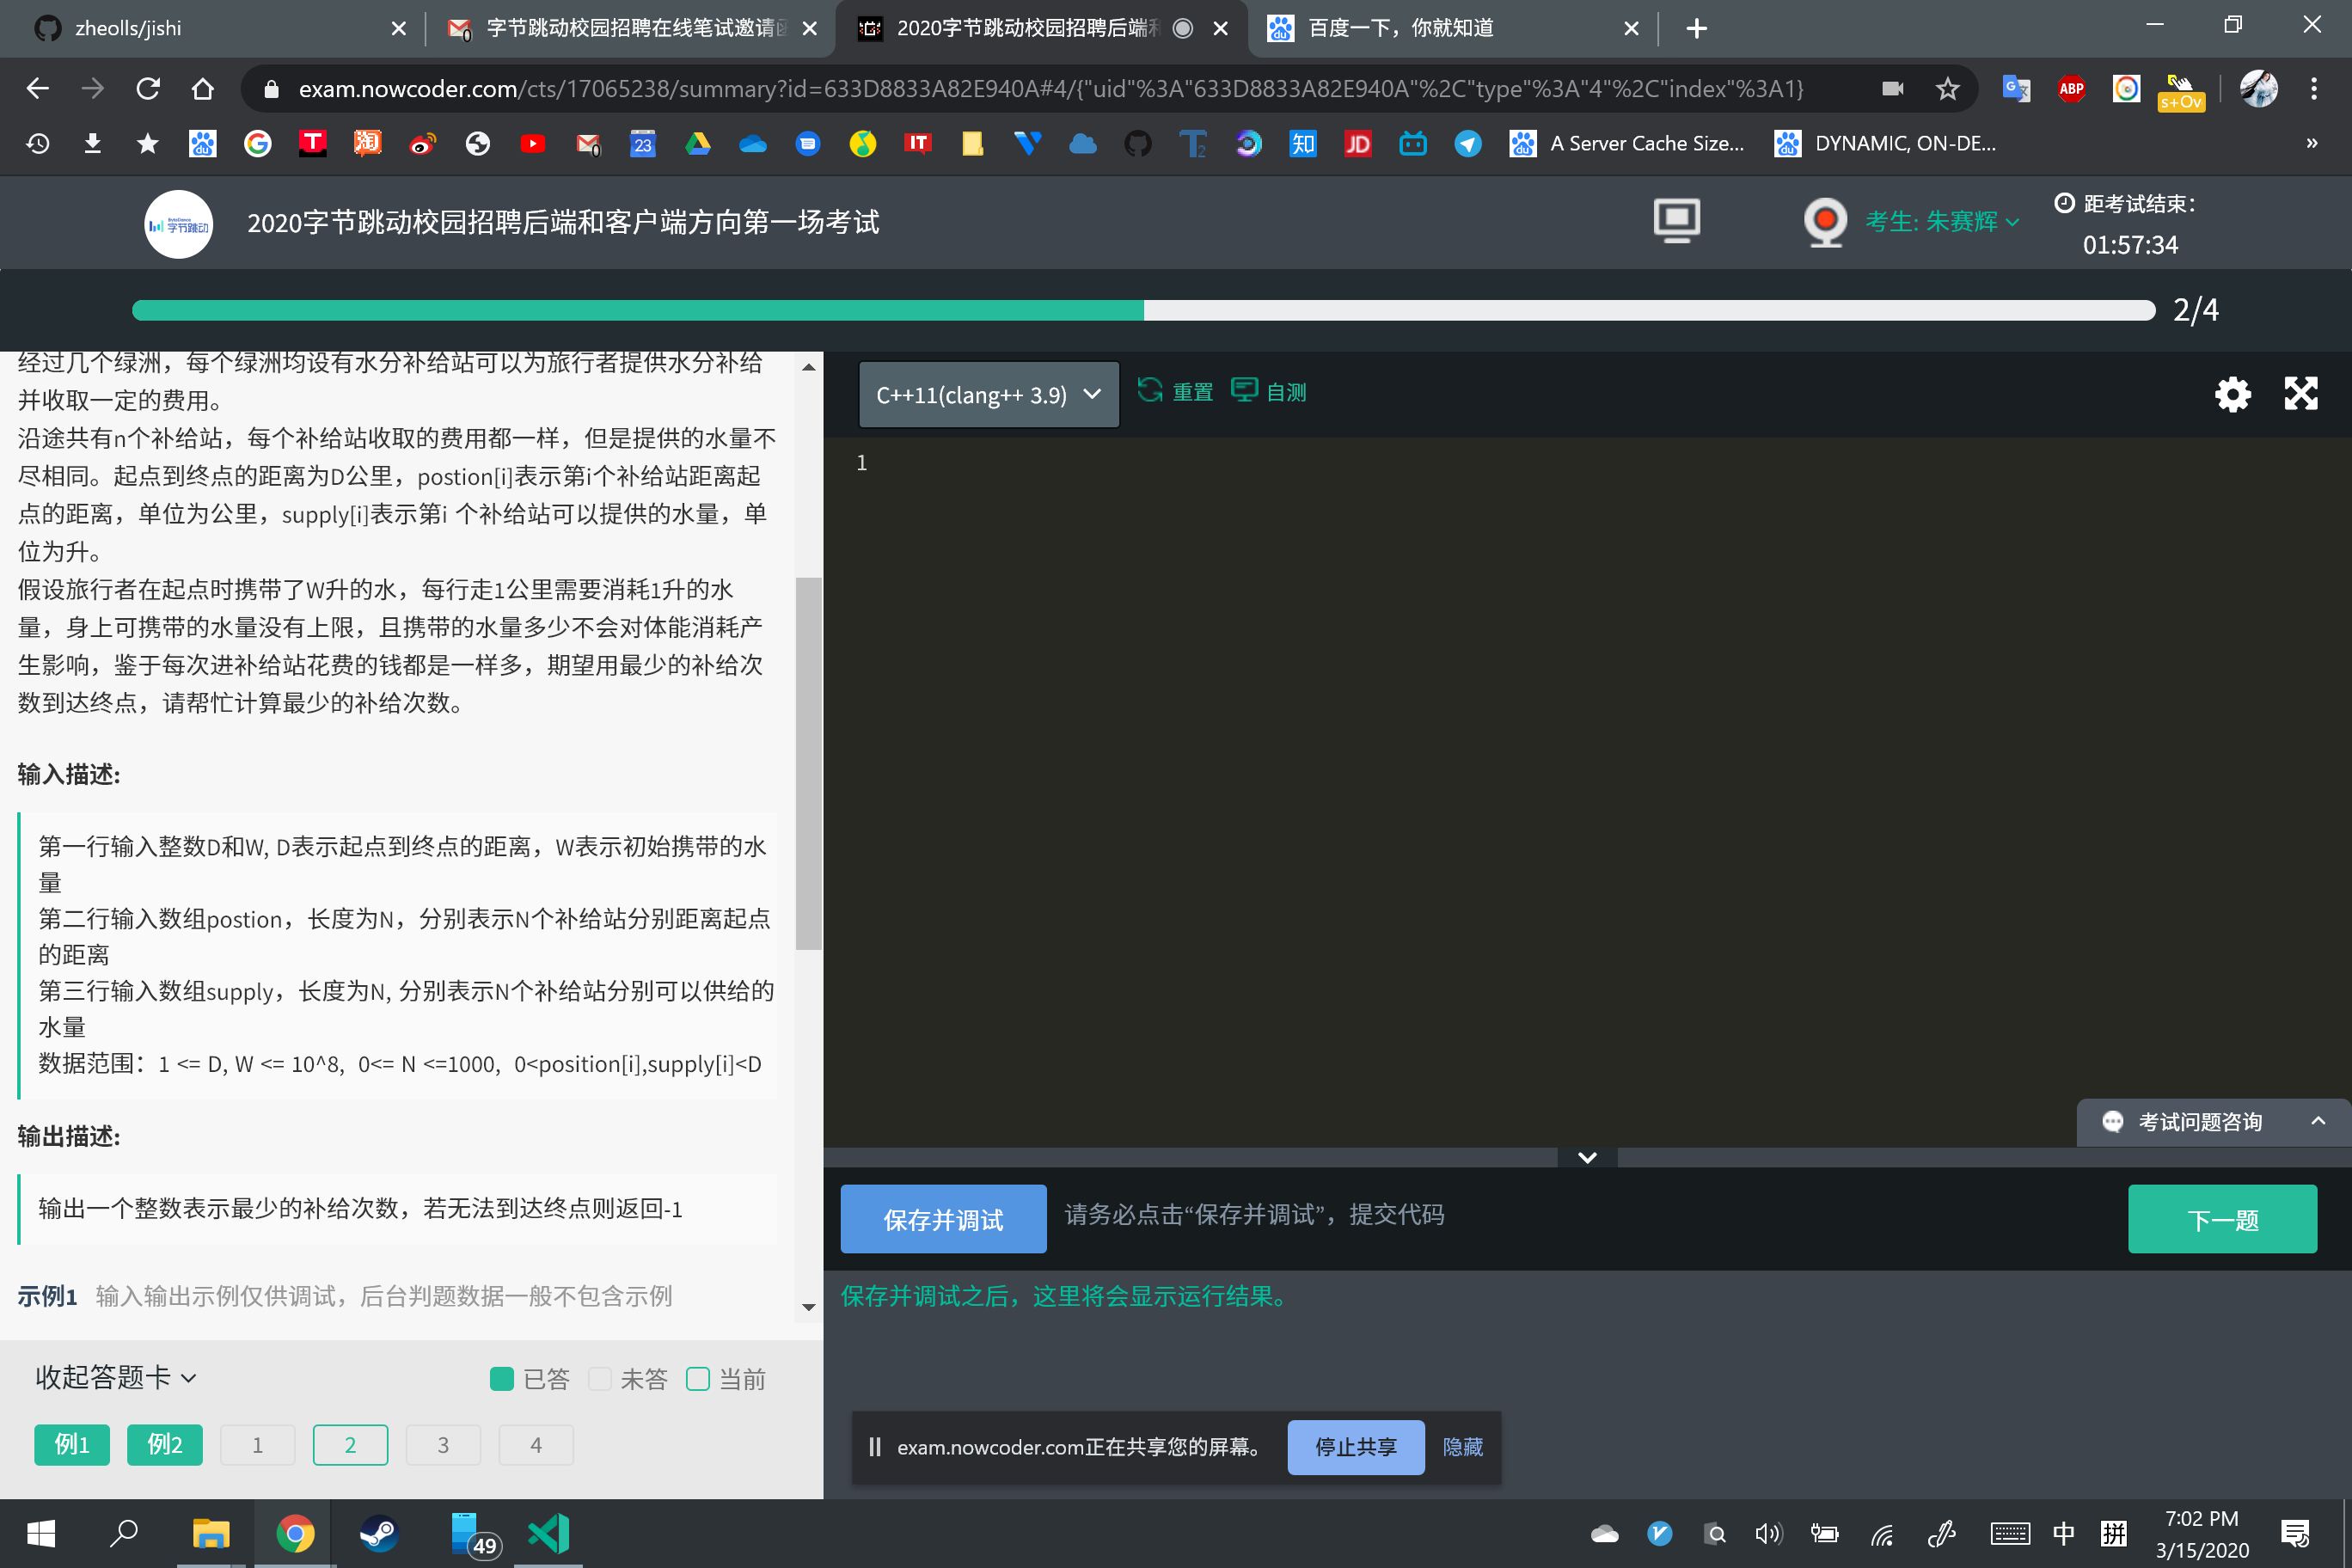 zheolls/jishi
字节跳动校园招聘在线笔试邀请函
2020字节跳动校园招聘后端和
百度一下，你就知道
exam.nowcoder.com/cts/17065238/summary?id=633D8833A82E940A#4/{"uid"%3A"633D8833A82E940A"%2C"type"%3A"4"%2C"index"%3A1}
ABP
s+Ov
23
IT
知
JD
A Server Cache Size...
DYNAMIC, ON-DE...
»
ByteDance
字节跳动
2020字节跳动校园招聘后端和客户端方向第一场考试
考生: 朱赛辉
距考试结束：
01:57:34
2/4
经过几个绿洲，每个绿洲均设有水分补给站可以为旅行者提供水分补给
并收取一定的费用。
沿途共有n个补给站，每个补给站收取的费用都一样，但是提供的水量不
尽相同。起点到终点的距离为D公里，postion[i]表示第i个补给站距离起
点的距离，单位为公里，supply[i]表示第i 个补给站可以提供的水量，单
位为升。
假设旅行者在起点时携带了W升的水，每行走1公里需要消耗1升的水
量，身上可携带的水量没有上限，且携带的水量多少不会对体能消耗产
生影响，鉴于每次进补给站花费的钱都是一样多，期望用最少的补给次
数到达终点，请帮忙计算最少的补给次数。
输入描述:
第一行输入整数D和W, D表示起点到终点的距离，W表示初始携带的水
量
第二行输入数组postion，长度为N，分别表示N个补给站分别距离起点
的距离
第三行输入数组supply，长度为N, 分别表示N个补给站分别可以供给的
水量
数据范围：1 <= D, W <= 10^8, 0<= N <=1000, 0<position[i],supply[i]<D
输出描述:
输出一个整数表示最少的补给次数，若无法到达终点则返回-1
示例1 输入输出示例仅供调试，后台判题数据一般不包含示例
收起答题卡
已答 未答 当前
例1 例2 1 2 3 4
C++11(clang++ 3.9)
重置 自测
1
考试问题咨询
保存并调试
请务必点击“保存并调试”，提交代码
下一题
保存并调试之后，这里将会显示运行结果。
exam.nowcoder.com正在共享您的屏幕。
停止共享
隐藏
49
中
拼
7:02 PM
3/15/2020